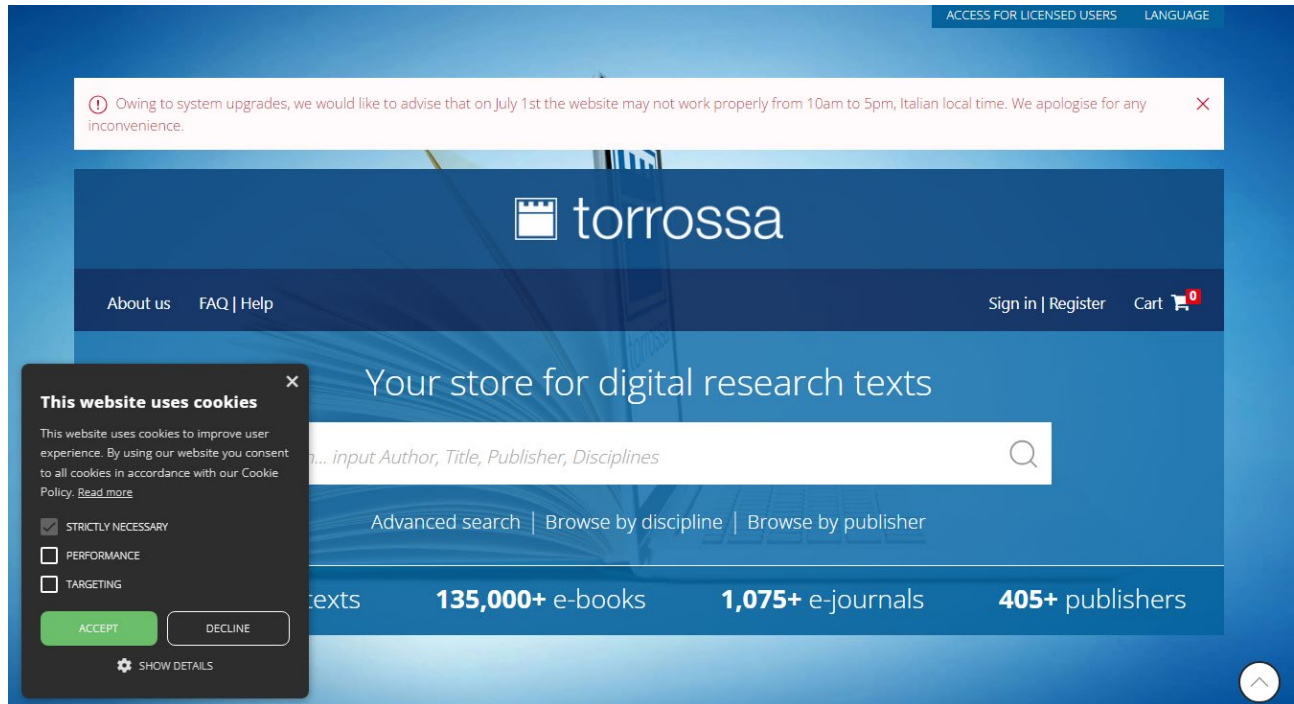 ACCESS FOR LICENSED USERS LANGUAGE
Owing to system upgrades, we would like to advise that on July 1st the website may not work properly from 10am to 5pm, Italian local time. We apologise for any
inconvenience.
torrossa
About us FAQ | Help Sign in | Register Cart 0
Your store for digital research texts
... input Author, Title, Publisher, Disciplines
Advanced search | Browse by discipline | Browse by publisher
texts 135,000+ e-books 1,075+ e-journals 405+ publishers
This website uses cookies
This website uses cookies to improve user
experience. By using our website you consent
to all cookies in accordance with our Cookie
Policy. Read more
STRICTLY NECESSARY
PERFORMANCE
TARGETING
ACCEPT DECLINE
SHOW DETAILS